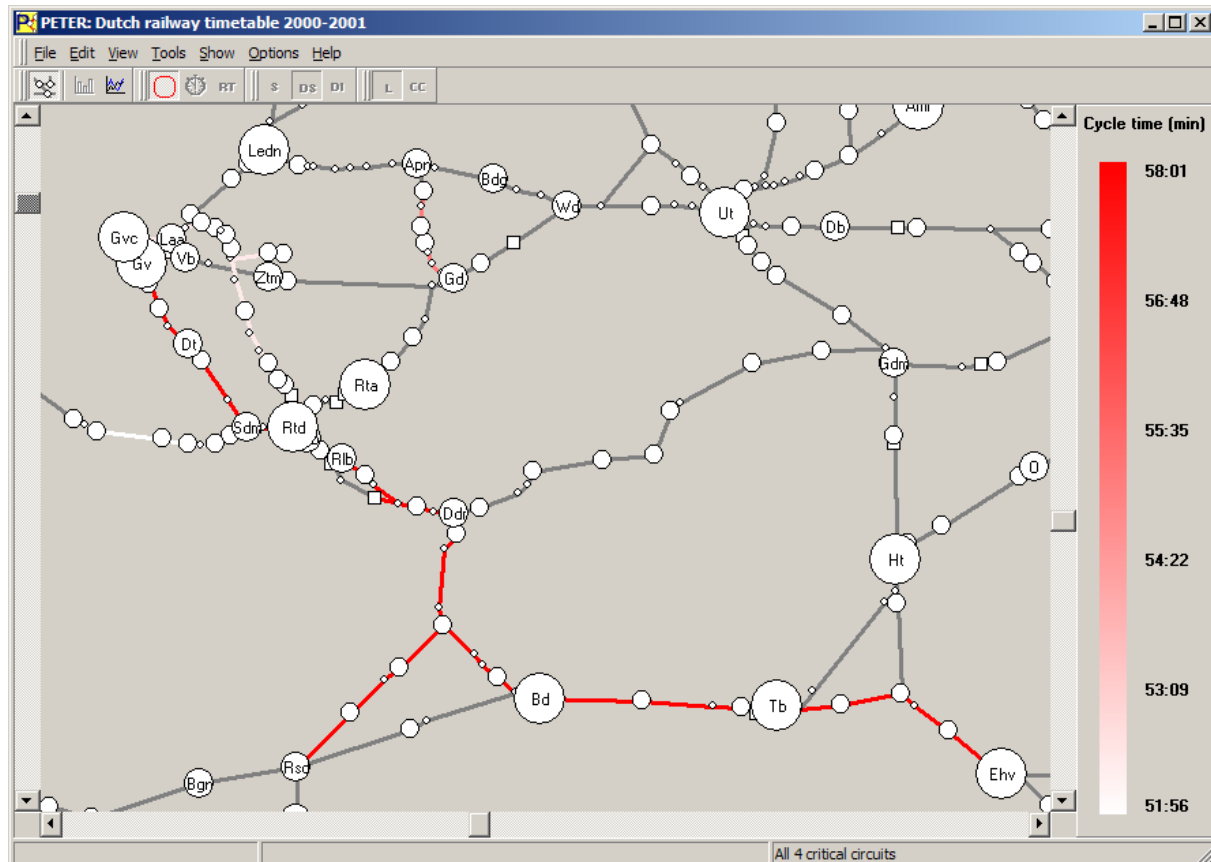 PETER: Dutch railway timetable 2000-2001
File Edit View Tools Show Options Help
RT S DS DI L CC
Cycle time (min)
58:01
56:48
55:35
54:22
53:09
51:56
Ledn
Apn
Bdg
Wd
Ut
Db
Gvc
Laa
Gv
Vb
Ztm
Gd
Dt
Rta
Gdm
Sdm
Rtd
Rlb
O
Ddr
Ht
Bd
Tb
Rsd
Bgn
Ehv
All 4 critical circuits